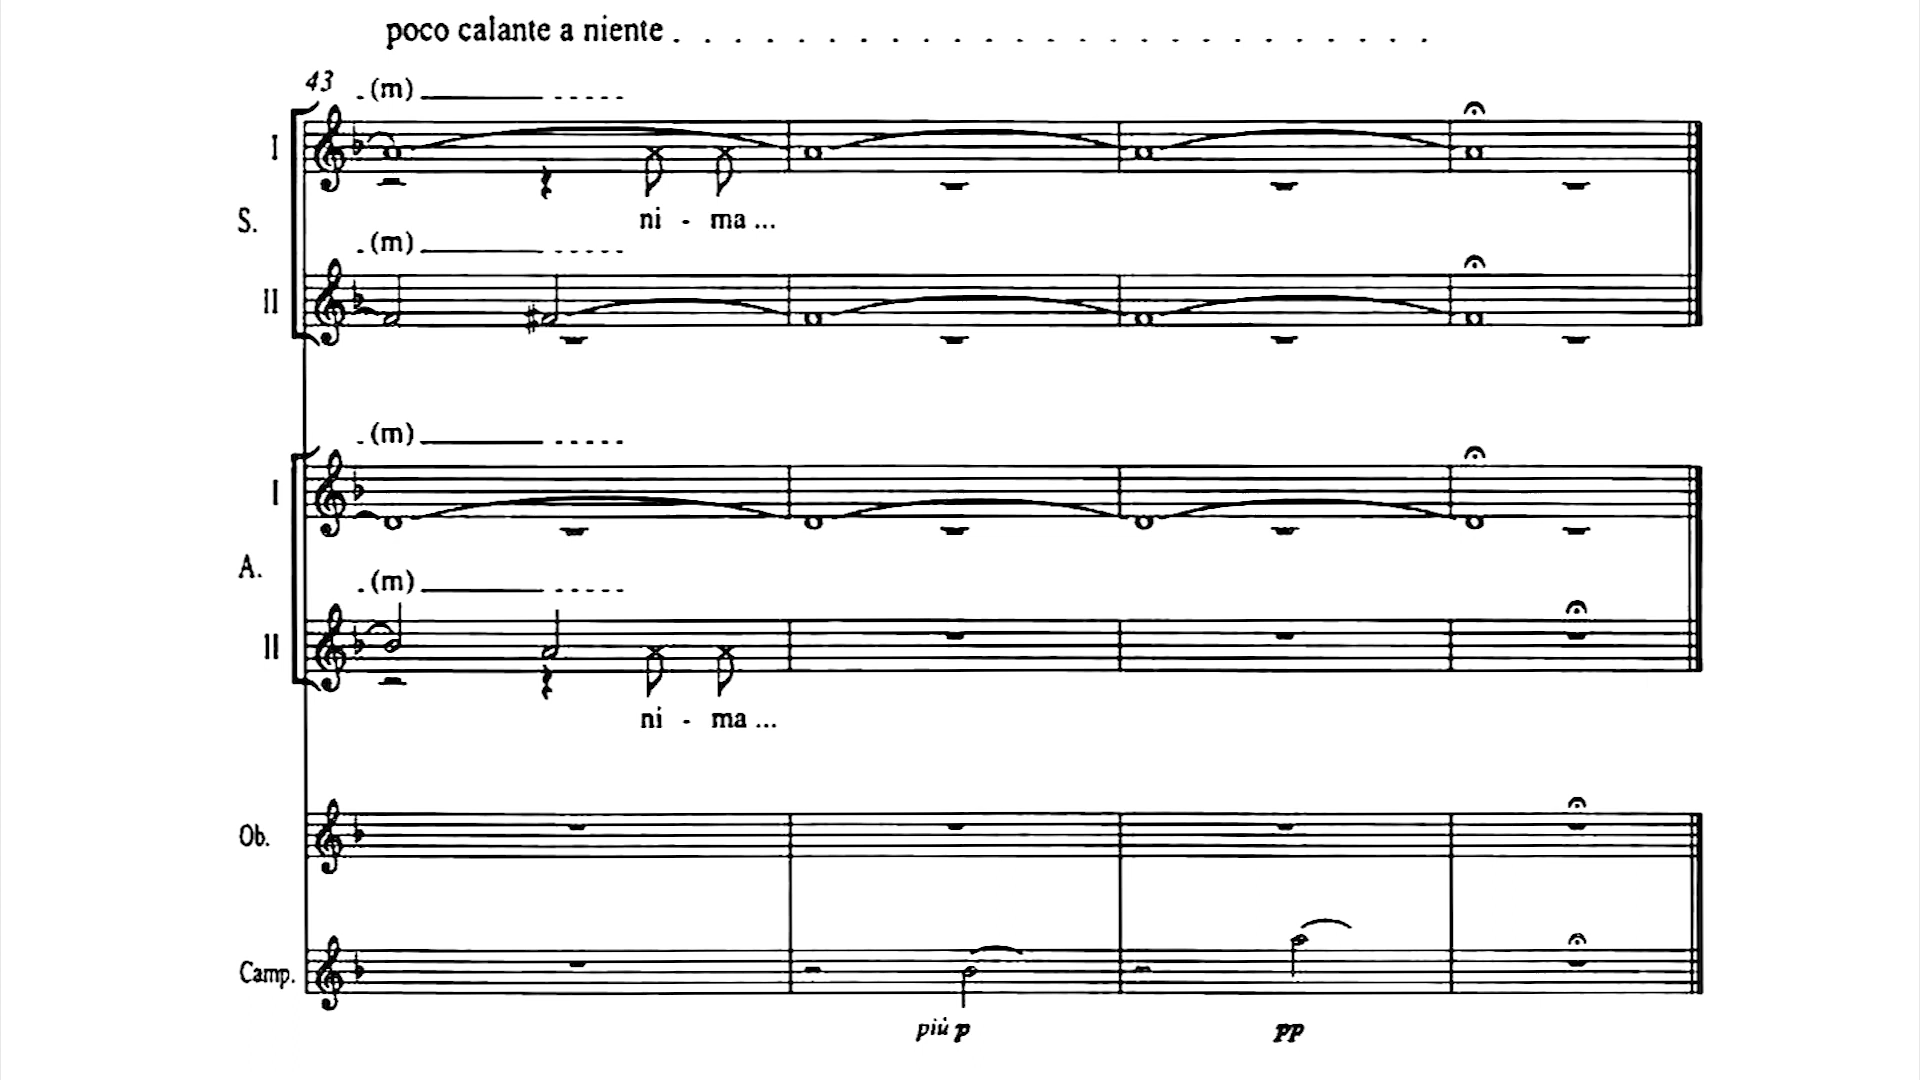 poco calante a niente . . . . . . . . . . . . . . . . . . . . . . . . .
43
(m)
I
ni - ma ...
S.
(m)
II
(m)
I
A.
(m)
II
ni - ma ...
Ob.
Camp.
più p pp